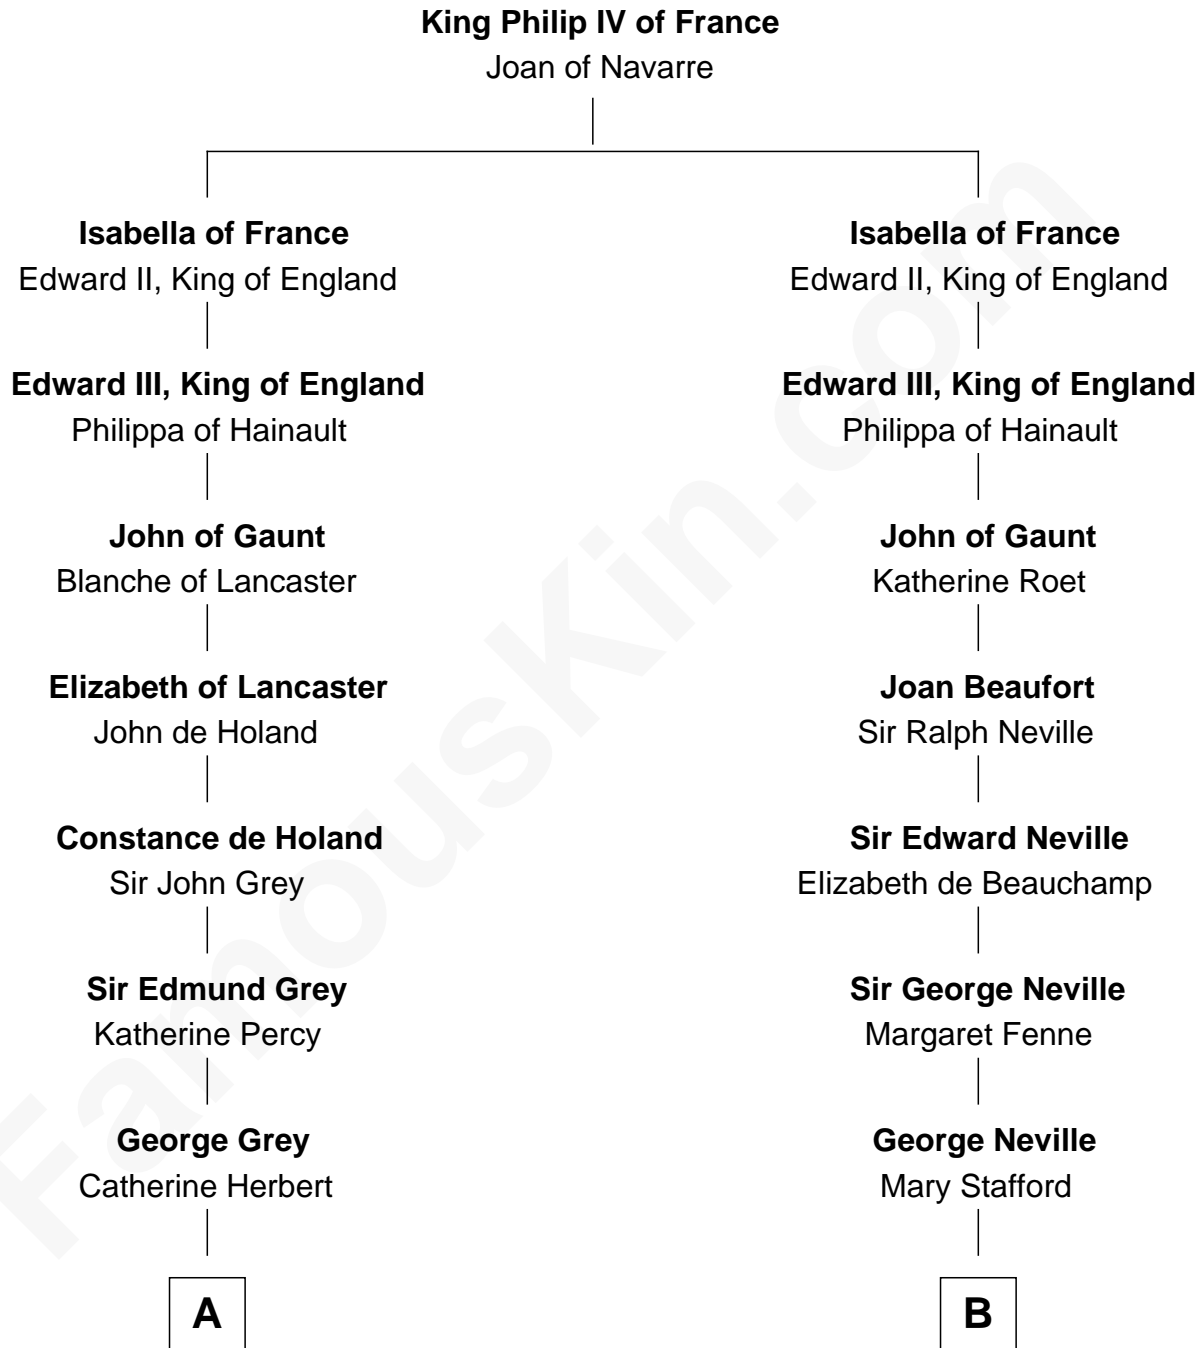 King Philip IV of France
Joan of Navarre
Isabella of France
Edward II, King of England
Edward III, King of England
Philippa of Hainault
John of Gaunt
Blanche of Lancaster
Elizabeth of Lancaster
John de Holand
Constance de Holand
Sir John Grey
Sir Edmund Grey
Katherine Percy
George Grey
Catherine Herbert
A
Isabella of France
Edward II, King of England
Edward III, King of England
Philippa of Hainault
John of Gaunt
Katherine Roet
Joan Beaufort
Sir Ralph Neville
Sir Edward Neville
Elizabeth de Beauchamp
Sir George Neville
Margaret Fenne
George Neville
Mary Stafford
B
FamousKin.com